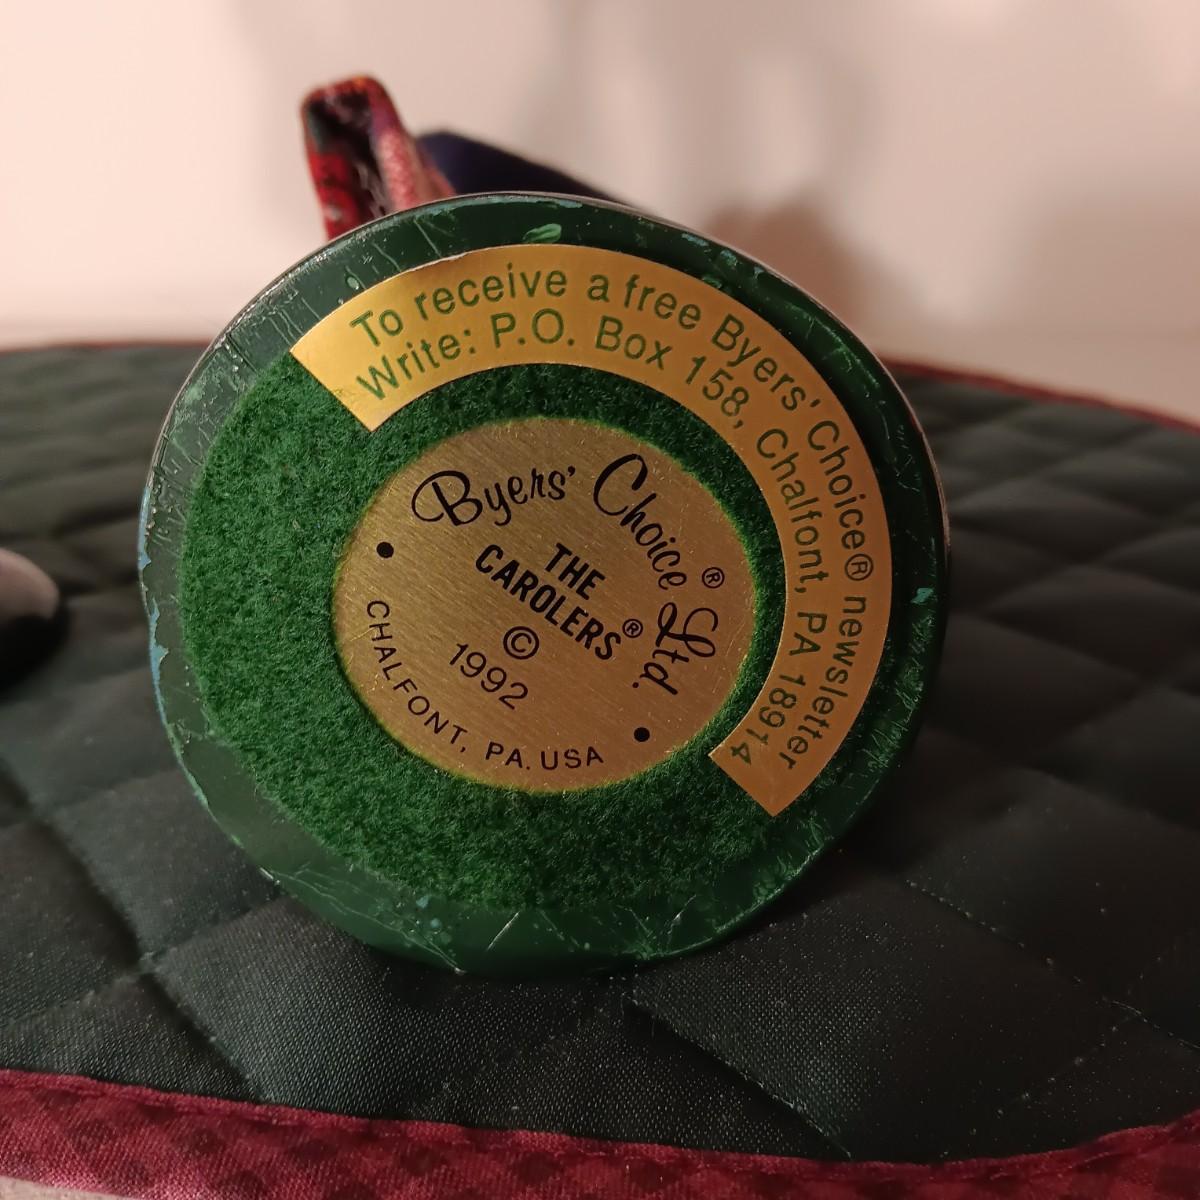 To receive a free Byers' Choice® newsletter
Write: P.O. Box 158, Chalfont, PA 18914
Byers' Choice® Ltd.
THE
CAROLERS®
©
1992
CHALFONT, PA. USA